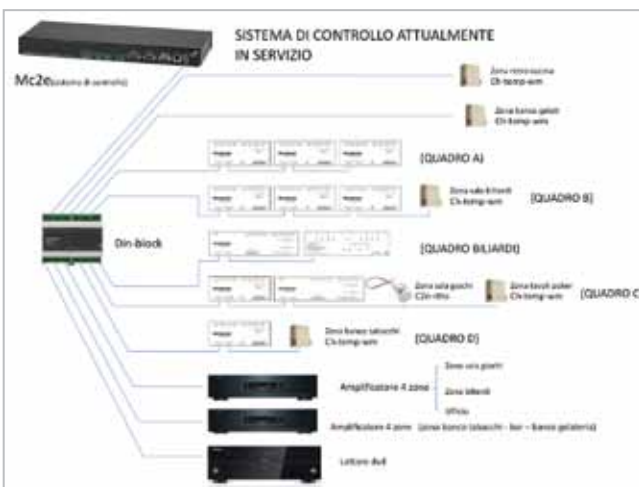 SISTEMA DI CONTROLLO ATTUALMENTE
IN SERVIZIO
Mc2e(sistema di controllo)
Zona retro cucina
Ch-temp-wm
Zona banco gelati
Ch-temp-wm
(QUADRO A)
Zona sala biliardi
Ch-temp-wm
(QUADRO B)
Din-block
(QUADRO BILIARDI)
Zona sala giochi
Zona tavoli poker
Ch-temp-wm
(QUADRO C
Zona banco tabacchi
Ch-temp-wm
(QUADRO D)
Zona sala giochi
Amplificatore 4 zone
Zona biliardi
Ufficio
Amplificatore 4 zone (zona banco tabacchi - bar – banco gelateria)
Lettore dvd